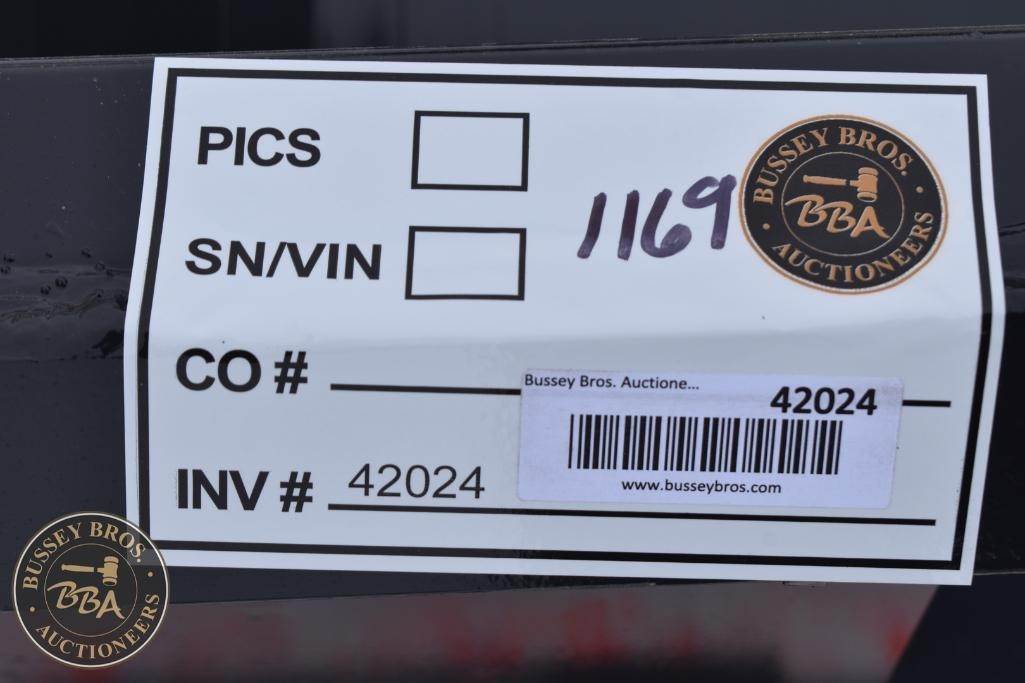 PICS
1169
BUSSEY BROS.
BBA
AUCTIONEERS
SN/VIN
CO #
Bussey Bros. Auctione...
42024
www.busseybros.com
INV # 42024
BUSSEY BROS.
BBA
AUCTIONEERS